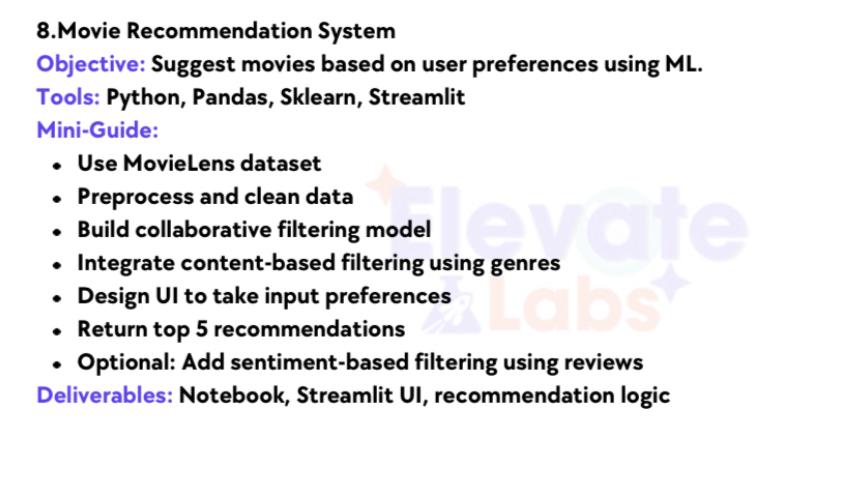 8.Movie Recommendation System
Objective: Suggest movies based on user preferences using ML.
Tools: Python, Pandas, Sklearn, Streamlit
Mini-Guide:
• Use MovieLens dataset
• Preprocess and clean data
• Build collaborative filtering model
• Integrate content-based filtering using genres
• Design UI to take input preferences
• Return top 5 recommendations
• Optional: Add sentiment-based filtering using reviews
Deliverables: Notebook, Streamlit UI, recommendation logic
Elevate
Labs